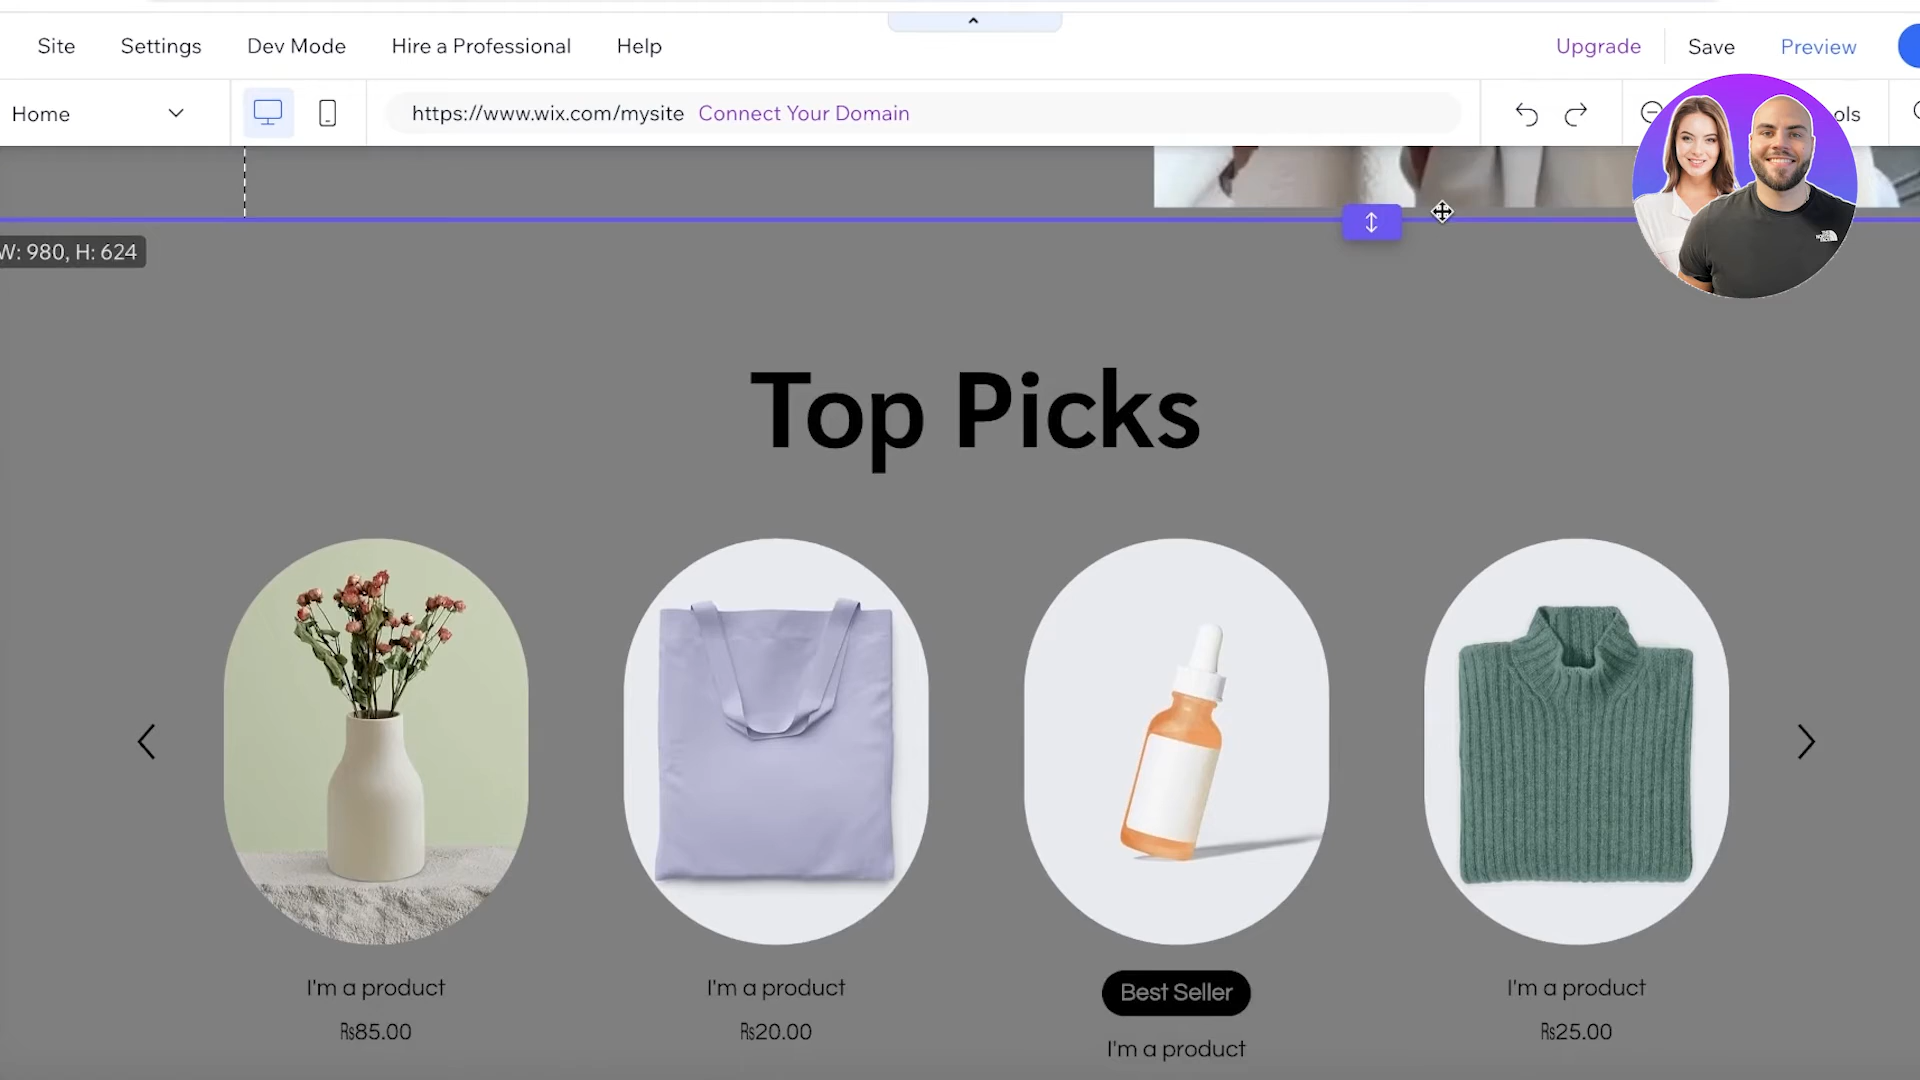 Site Settings Dev Mode Hire a Professional Help Upgrade Save Preview
Home https://www.wix.com/mysite Connect Your Domain ols
W: 980, H: 624
Top Picks
I'm a product I'm a product Best Seller I'm a product
₨85.00 ₨20.00 I'm a product ₨25.00